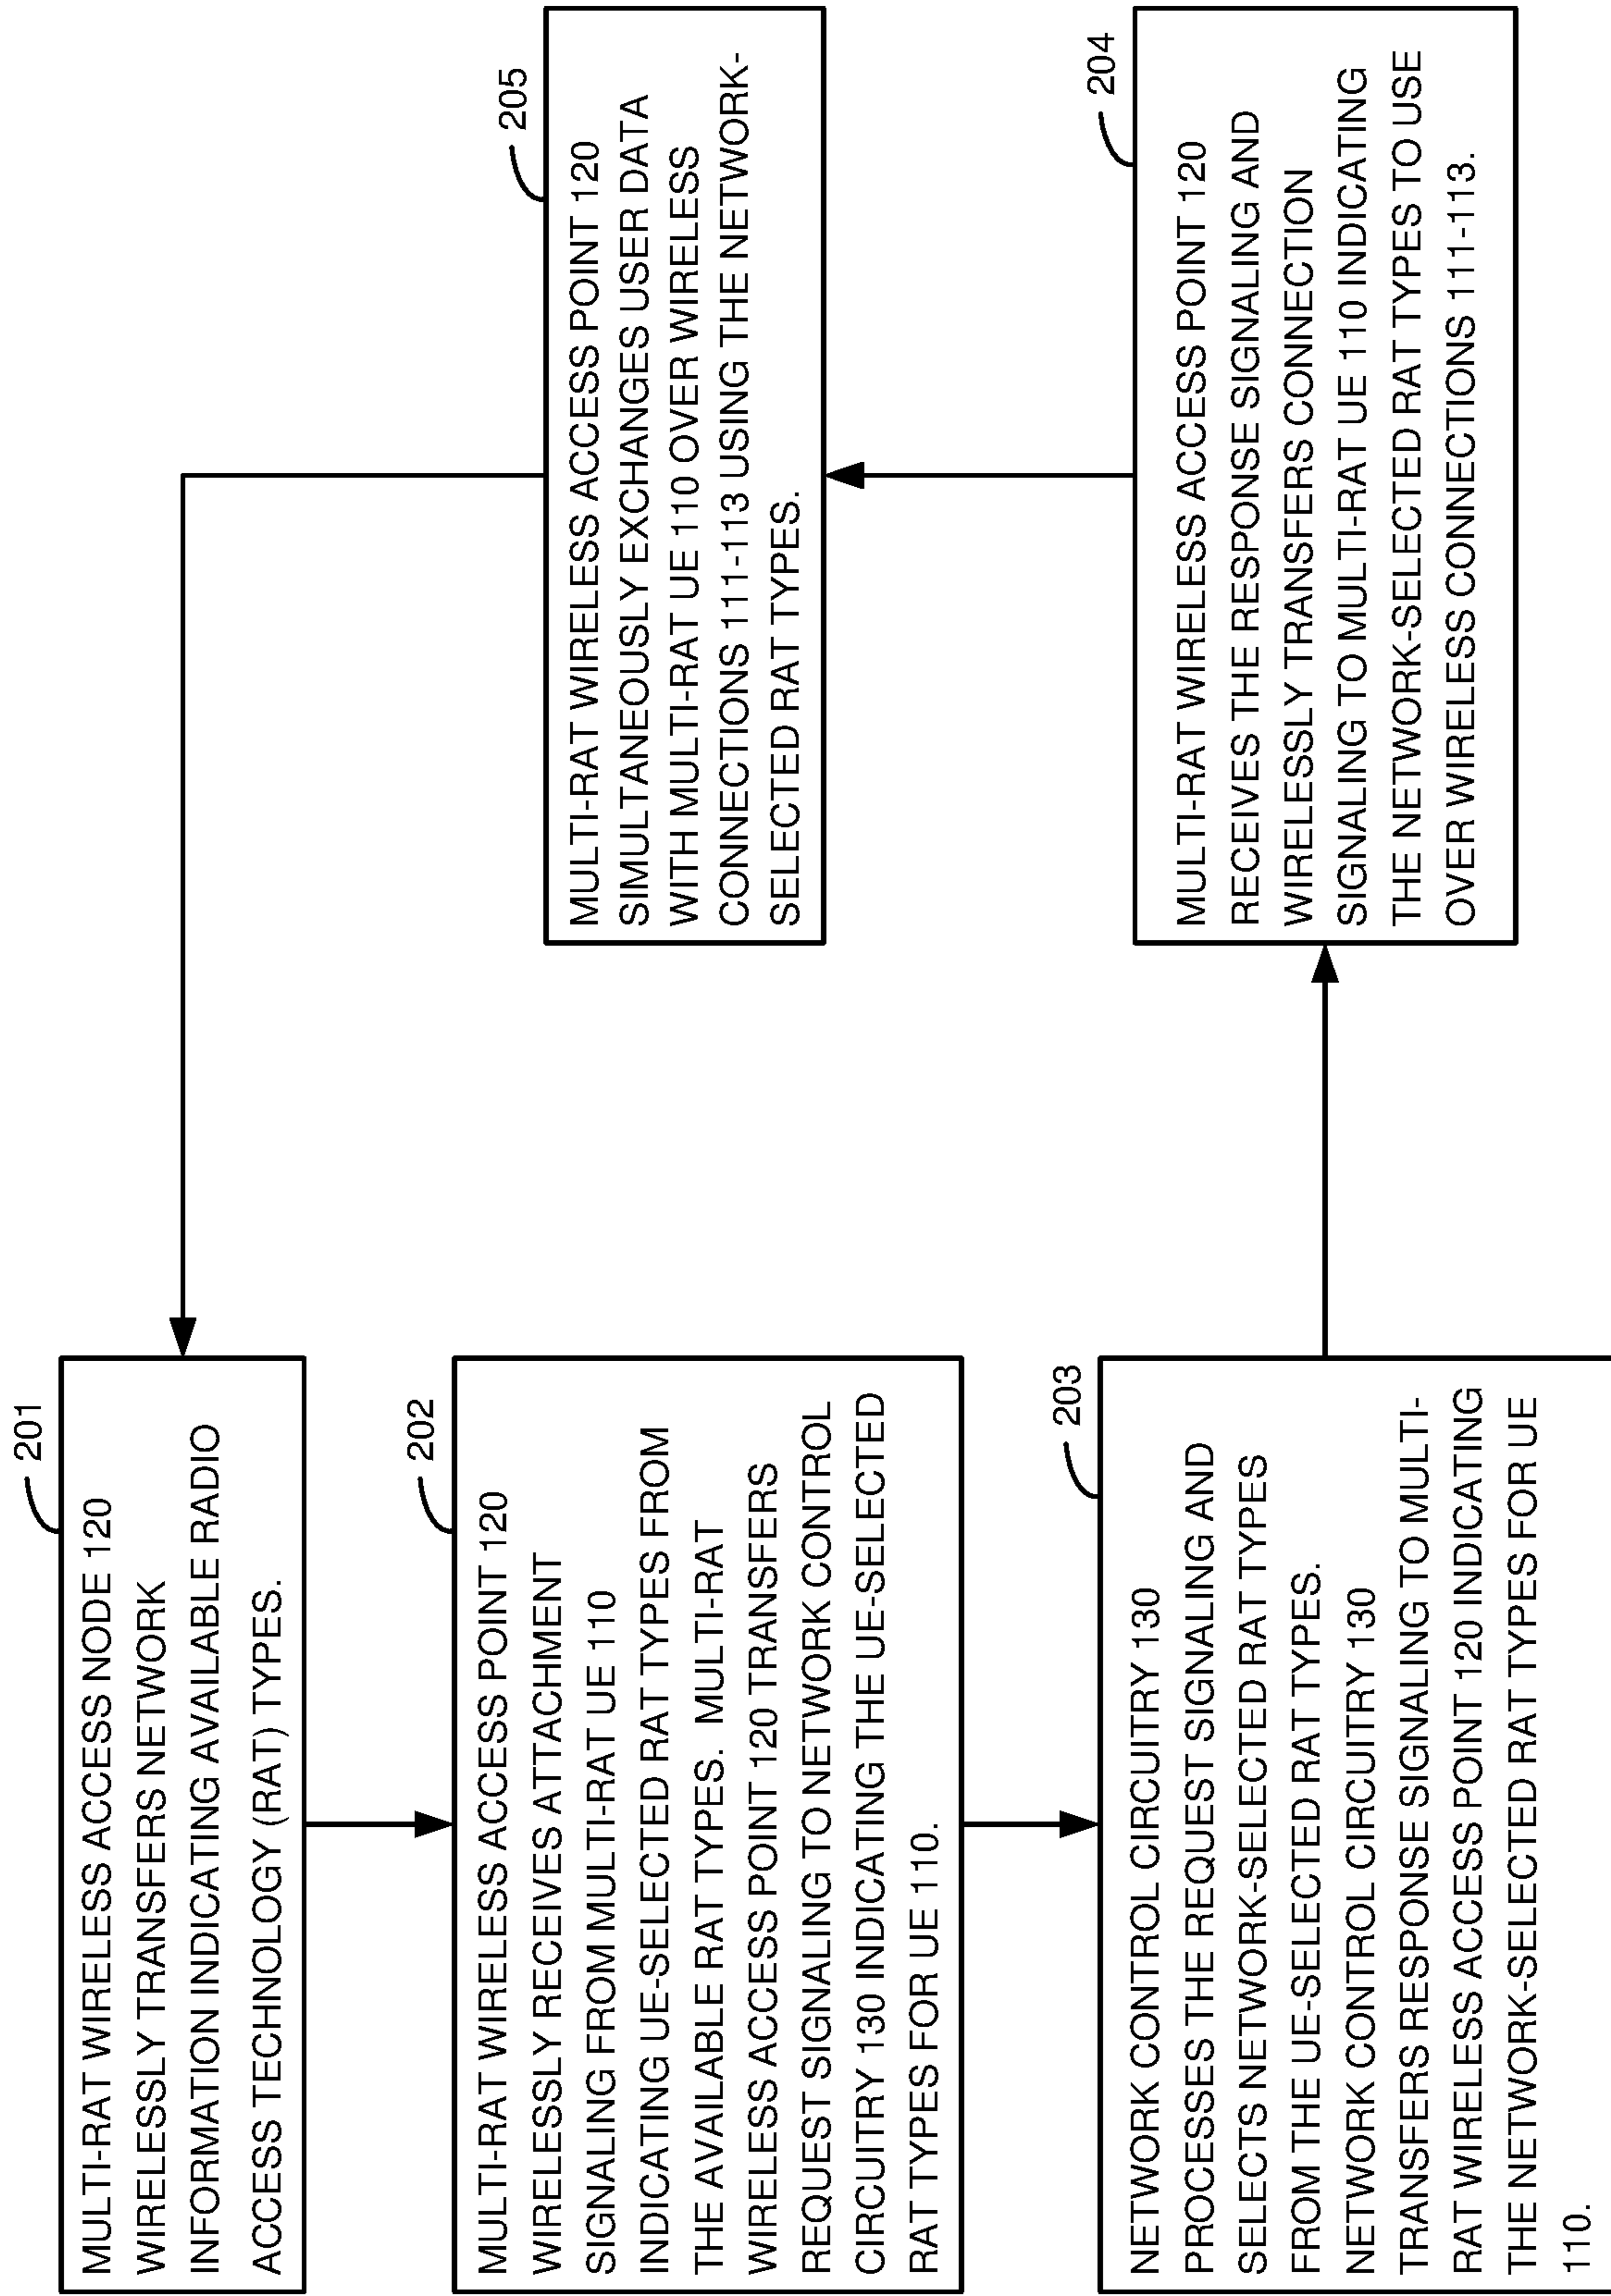 201
MULTI-RAT WIRELESS ACCESS NODE 120
WIRELESSLY TRANSFERS NETWORK
INFORMATION INDICATING AVAILABLE RADIO
ACCESS TECHNOLOGY (RAT) TYPES.
202
MULTI-RAT WIRELESS ACCESS POINT 120
WIRELESSLY RECEIVES ATTACHMENT
SIGNALING FROM MULTI-RAT UE 110
INDICATING UE-SELECTED RAT TYPES FROM
THE AVAILABLE RAT TYPES. MULTI-RAT
WIRELESS ACCESS POINT 120 TRANSFERS
REQUEST SIGNALING TO NETWORK CONTROL
CIRCUITRY 130 INDICATING THE UE-SELECTED
RAT TYPES FOR UE 110.
203
NETWORK CONTROL CIRCUITRY 130
PROCESSES THE REQUEST SIGNALING AND
SELECTS NETWORK-SELECTED RAT TYPES
FROM THE UE-SELECTED RAT TYPES.
NETWORK CONTROL CIRCUITRY 130
TRANSFERS RESPONSE SIGNALING TO MULTI-
RAT WIRELESS ACCESS POINT 120 INDICATING
THE NETWORK-SELECTED RAT TYPES FOR UE
110.
204
MULTI-RAT WIRELESS ACCESS POINT 120
RECEIVES THE RESPONSE SIGNALING AND
WIRELESSLY TRANSFERS CONNECTION
SIGNALING TO MULTI-RAT UE 110 INDICATING
THE NETWORK-SELECTED RAT TYPES TO USE
OVER WIRELESS CONNECTIONS 111-113.
205
MULTI-RAT WIRELESS ACCESS POINT 120
SIMULTANEOUSLY EXCHANGES USER DATA
WITH MULTI-RAT UE 110 OVER WIRELESS
CONNECTIONS 111-113 USING THE NETWORK-
SELECTED RAT TYPES.